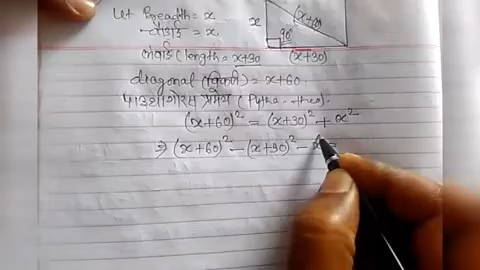 Let Breadth = x
चौड़ाई = x
x
x+60
90°
लंबाई (length = x+30
(x+30)
diagonal (विकर्ण) = x+60.
पाइथागोरस प्रमेय (Pytha-theo).
(x+60)² = (x+30)² + x²
⇒ (x+60)² - (x+30)² - x